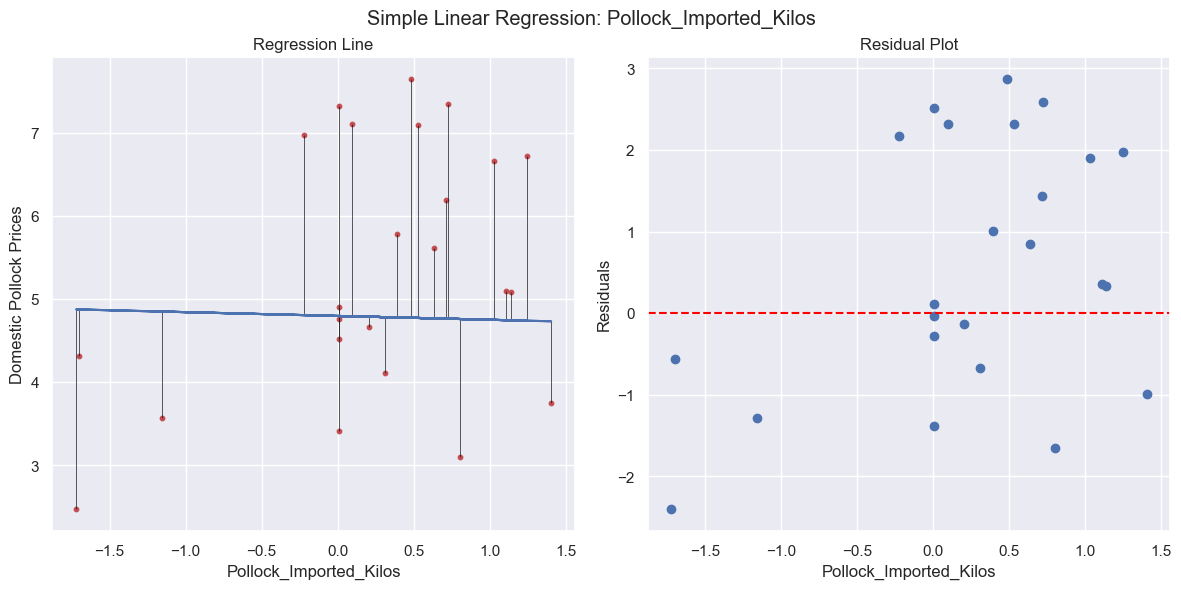 Simple Linear Regression: Pollock_Imported_Kilos
Regression Line
Domestic Pollock Prices
7
6
5
4
3
−1.5 −1.0 −0.5 0.0 0.5 1.0 1.5
Pollock_Imported_Kilos
Residual Plot
Residuals
3
2
1
0
−1
−2
−1.5 −1.0 −0.5 0.0 0.5 1.0 1.5
Pollock_Imported_Kilos